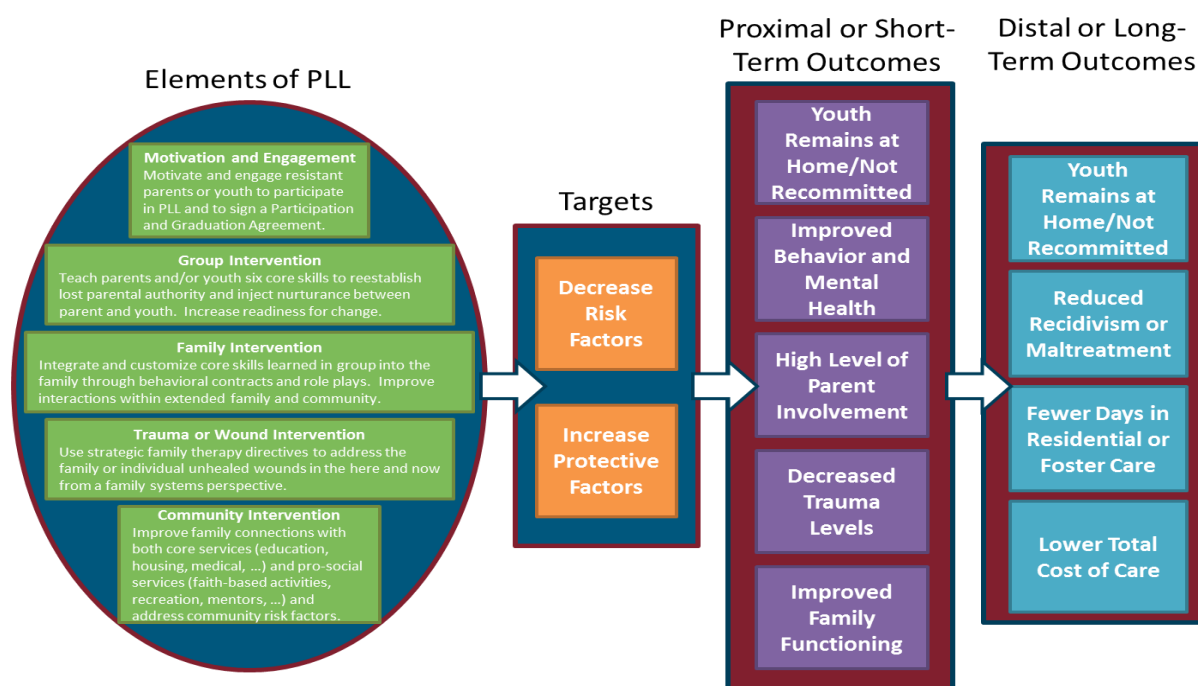 Elements of PLL
Motivation and Engagement
Motivate and engage resistant
parents or youth to participate
in PLL and to sign a Participation
and Graduation Agreement.
Group Intervention
Teach parents and/or youth six core skills to reestablish
lost parental authority and inject nurturance between
parent and youth.  Increase readiness for change.
Family Intervention
Integrate and customize core skills learned in group into the
family through behavioral contracts and role plays.  Improve
interactions within extended family and community.
Trauma or Wound Intervention
Use strategic family therapy directives to address the
family or individual unhealed wounds in the here and now
from a family systems perspective.
Community Intervention
Improve family connections with
both core services (education,
housing, medical, …) and pro-social
services (faith-based activities,
recreation, mentors, …) and
address community risk factors.
Targets
Decrease
Risk
Factors
Increase
Protective
Factors
Proximal or Short-
Term Outcomes
Youth
Remains at
Home/Not
Recommitted
Improved
Behavior and
Mental
Health
High Level of
Parent
Involvement
Decreased
Trauma
Levels
Improved
Family
Functioning
Distal or Long-
Term Outcomes
Youth
Remains at
Home/Not
Recommitted
Reduced
Recidivism or
Maltreatment
Fewer Days in
Residential or
Foster Care
Lower Total
Cost of Care